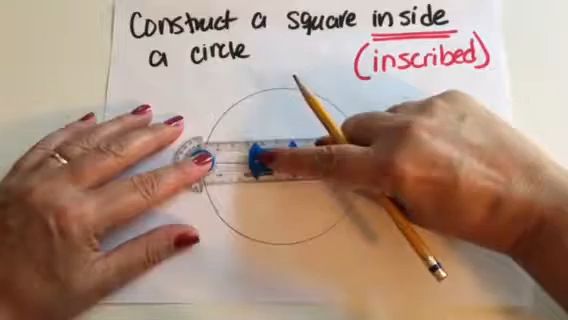 Construct a square inside
a circle (inscribed)